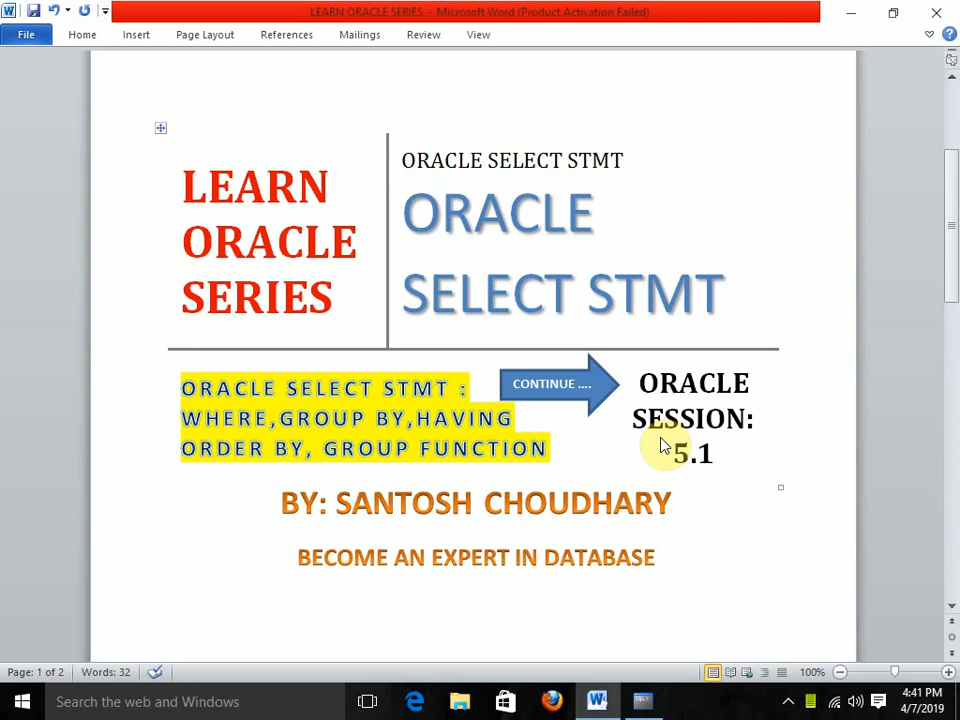 LEARN ORACLE SERIES - Microsoft Word (Product Activation Failed)
File Home Insert Page Layout References Mailings Review View
ORACLE SELECT STMT
LEARN
ORACLE
SERIES
ORACLE
SELECT STMT
ORACLE SELECT STMT :
WHERE,GROUP BY,HAVING
ORDER BY, GROUP FUNCTION
CONTINUE ....
ORACLE
SESSION:
5.1
BY: SANTOSH CHOUDHARY
BECOME AN EXPERT IN DATABASE
Page: 1 of 2 Words: 32 100%
Search the web and Windows
4:41 PM
4/7/2019